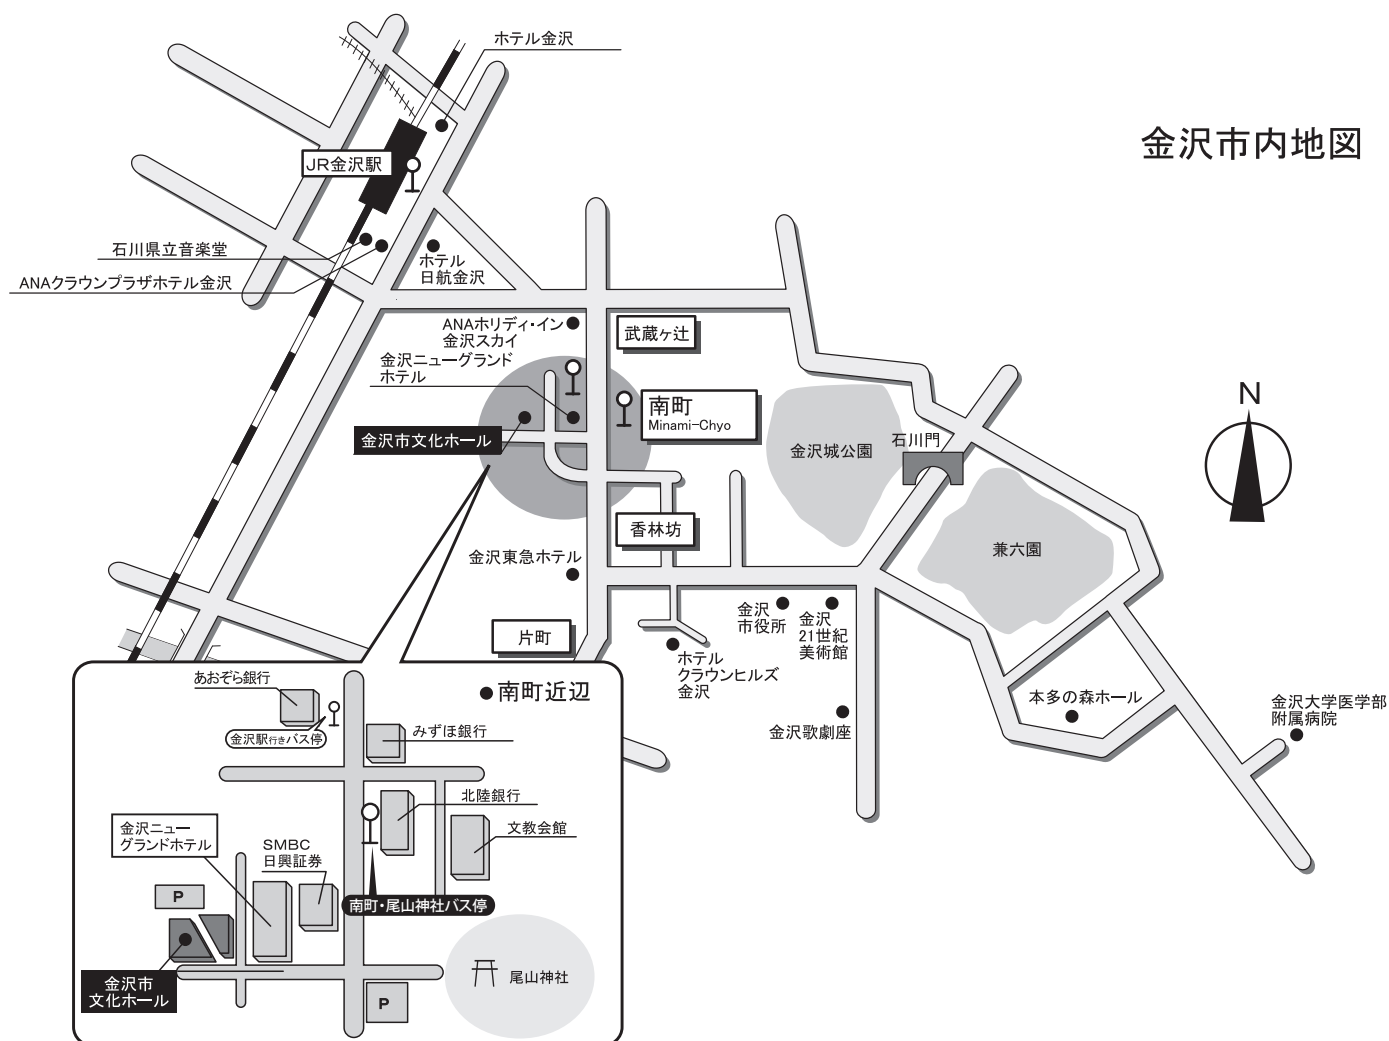 ホテル金沢
金沢市内地図
JR金沢駅
石川県立音楽堂
ANAクラウンプラザホテル金沢
ホテル
日航金沢
ANAホリディ・イン
金沢スカイ
武蔵ヶ辻
金沢ニューグランド
ホテル
南町
Minami-Chyo
金沢市文化ホール
金沢城公園
石川門
N
兼六園
香林坊
金沢東急ホテル
片町
金沢
市役所
金沢
21世紀
美術館
ホテル
クラウンヒルズ
金沢
金沢歌劇座
本多の森ホール
金沢大学医学部
附属病院
南町近辺
あおぞら銀行
金沢駅行きバス停
みずほ銀行
北陸銀行
文教会館
金沢ニュー
グランドホテル
SMBC
日興証券
P
南町・尾山神社バス停
金沢市
文化ホール
尾山神社
P